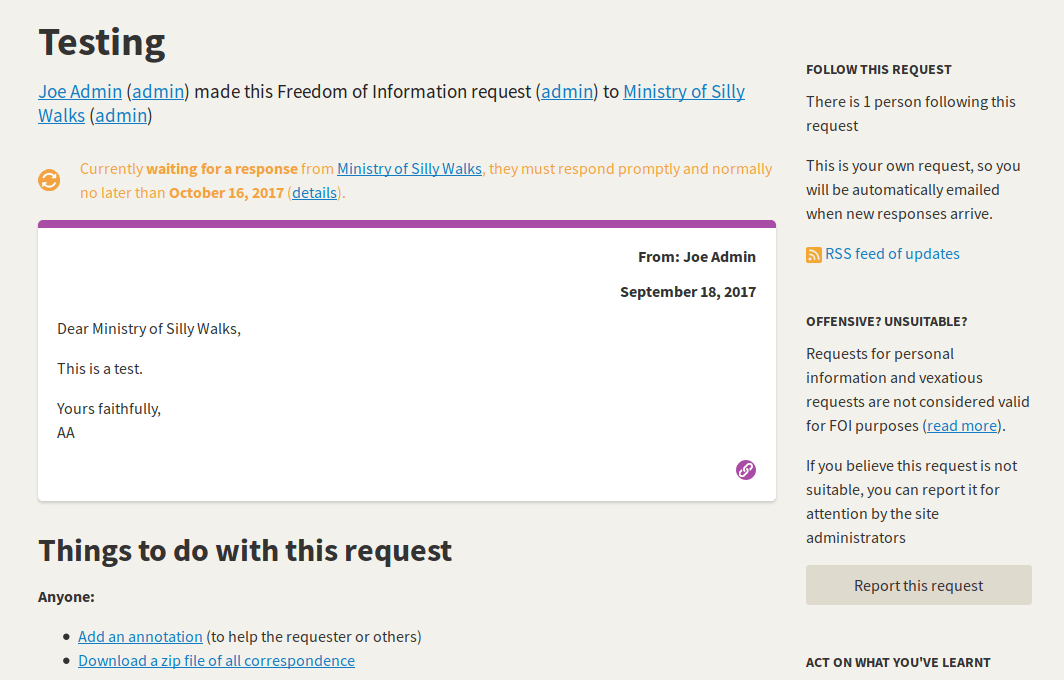 Testing
Joe Admin (admin) made this Freedom of Information request (admin) to Ministry of Silly
Walks (admin)
Currently waiting for a response from Ministry of Silly Walks, they must respond promptly and normally
no later than October 16, 2017 (details).
From: Joe Admin
September 18, 2017
Dear Ministry of Silly Walks,
This is a test.
Yours faithfully,
AA
Things to do with this request
Anyone:
Add an annotation (to help the requester or others)
Download a zip file of all correspondence
FOLLOW THIS REQUEST
There is 1 person following this
request
This is your own request, so you
will be automatically emailed
when new responses arrive.
RSS feed of updates
OFFENSIVE? UNSUITABLE?
Requests for personal
information and vexatious
requests are not considered valid
for FOI purposes (read more).
If you believe this request is not
suitable, you can report it for
attention by the site
administrators
Report this request
ACT ON WHAT YOU'VE LEARNT